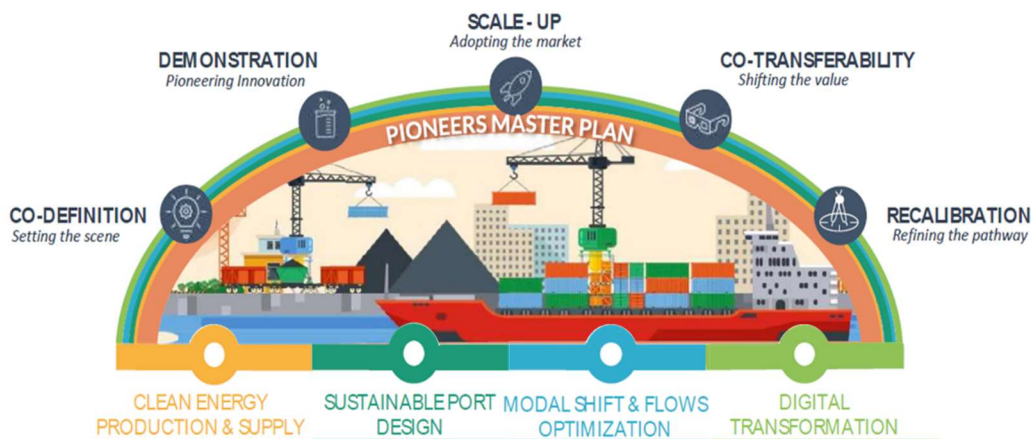 SCALE - UP
Adopting the market
DEMONSTRATION
Pioneering Innovation
CO-TRANSFERABILITY
Shifting the value
PIONEERS MASTER PLAN
CO-DEFINITION
Setting the scene
RECALIBRATION
Refining the pathway
CLEAN ENERGY
PRODUCTION & SUPPLY
SUSTAINABLE PORT
DESIGN
MODAL SHIFT & FLOWS
OPTIMIZATION
DIGITAL
TRANSFORMATION